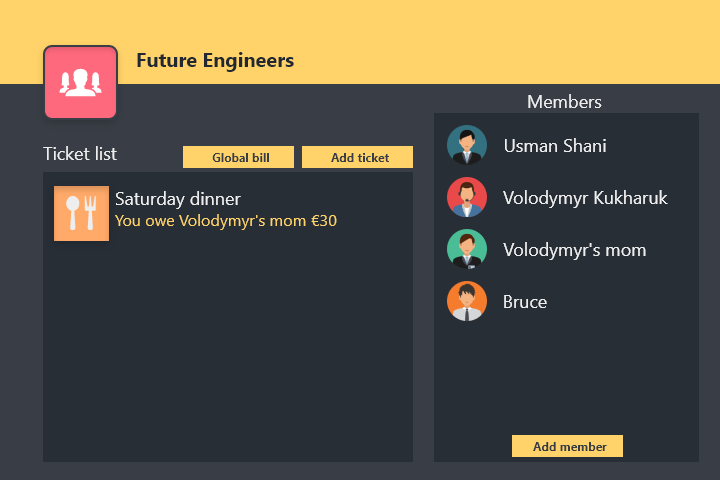 Future Engineers
Ticket list
Global bill
Add ticket
Saturday dinner
You owe Volodymyr's mom €30
Members
Usman Shani
Volodymyr Kukharuk
Volodymyr's mom
Bruce
Add member